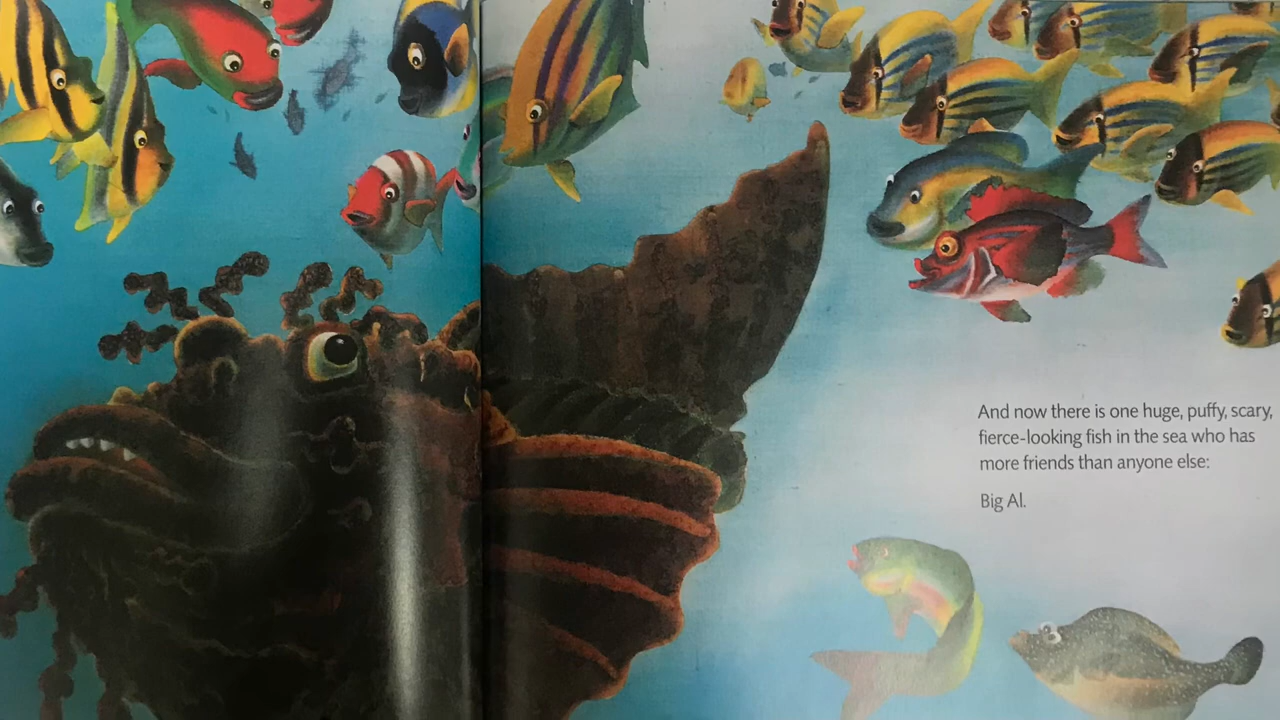 And now there is one huge, puffy, scary,
fierce-looking fish in the sea who has
more friends than anyone else:
Big Al.